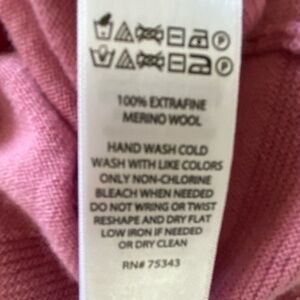 100% EXTRAFINE
MERINO WOOL
HAND WASH COLD
WASH WITH LIKE COLORS
ONLY NON-CHLORINE
BLEACH WHEN NEEDED
DO NOT WRING OR TWIST
RESHAPE AND DRY FLAT
LOW IRON IF NEEDED
OR DRY CLEAN
RN# 75343